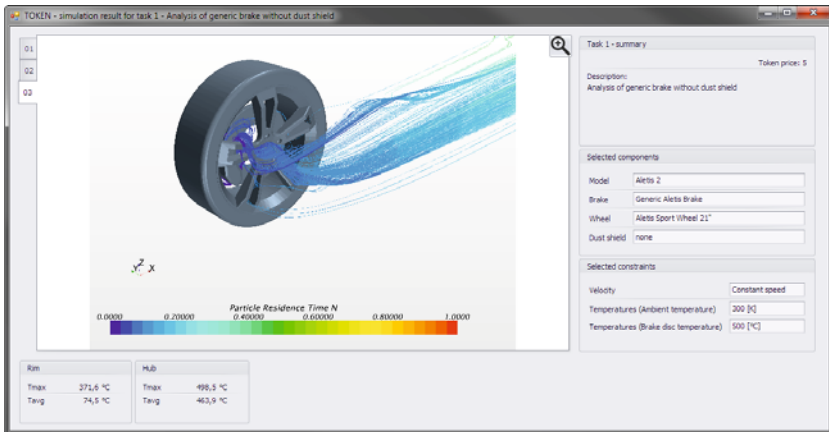 TOKEN - simulation result for task 1 - Analysis of generic brake without dust shield
01
02
03
Z
Y X
Particle Residence Time N
0.0000 0.20000 0.40000 0.60000 0.80000 1.0000
Task 1 - summary
Token price: 5
Description:
Analysis of generic brake without dust shield
Selected components
Model Aletis 2
Brake Generic Aletis Brake
Wheel Aletis Sport Wheel 21"
Dust shield none
Selected constraints
Velocity Constant speed
Temperatures (Ambient temperature) 300 [K]
Temperatures (Brake disc temperature) 500 [°C]
Rim
Tmax 371,6 °C
Tavg 74,5 °C
Hub
Tmax 498,5 °C
Tavg 463,9 °C